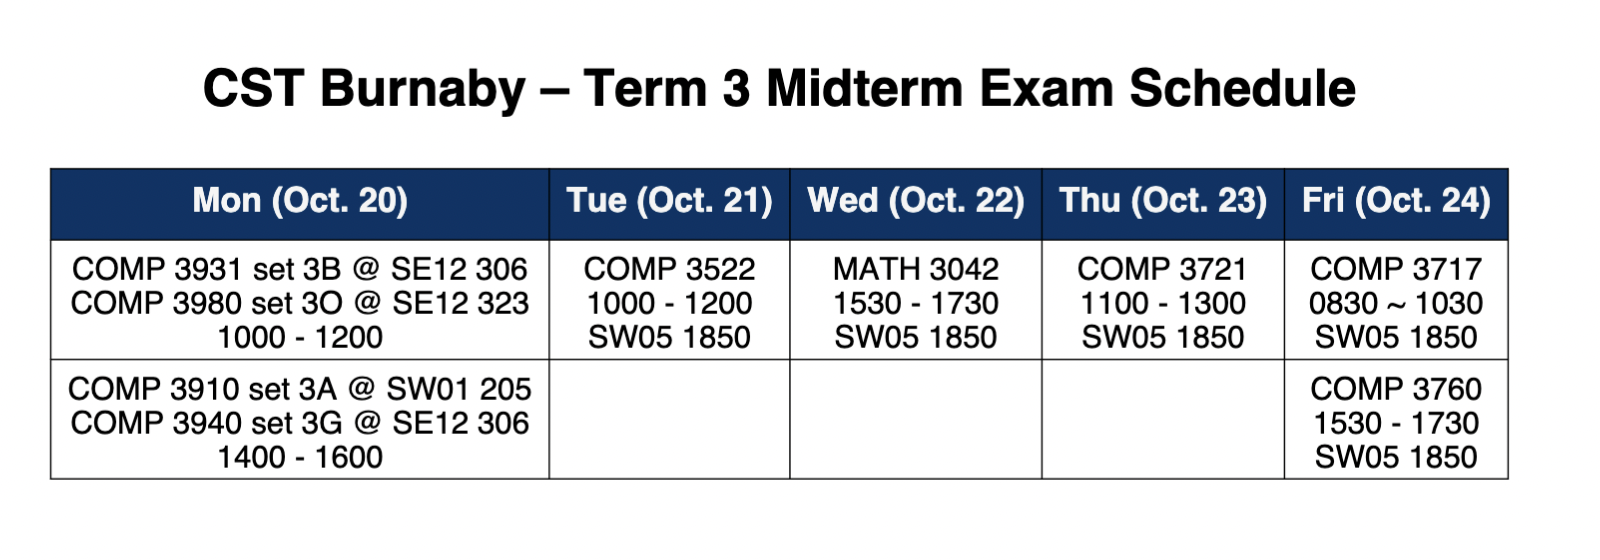 CST Burnaby – Term 3 Midterm Exam Schedule
Mon (Oct. 20)
Tue (Oct. 21)
Wed (Oct. 22)
Thu (Oct. 23)
Fri (Oct. 24)
COMP 3931 set 3B @ SE12 306
COMP 3980 set 3O @ SE12 323
1000 - 1200
COMP 3522
1000 - 1200
SW05 1850
MATH 3042
1530 - 1730
SW05 1850
COMP 3721
1100 - 1300
SW05 1850
COMP 3717
0830 ~ 1030
SW05 1850
COMP 3910 set 3A @ SW01 205
COMP 3940 set 3G @ SE12 306
1400 - 1600
COMP 3760
1530 - 1730
SW05 1850